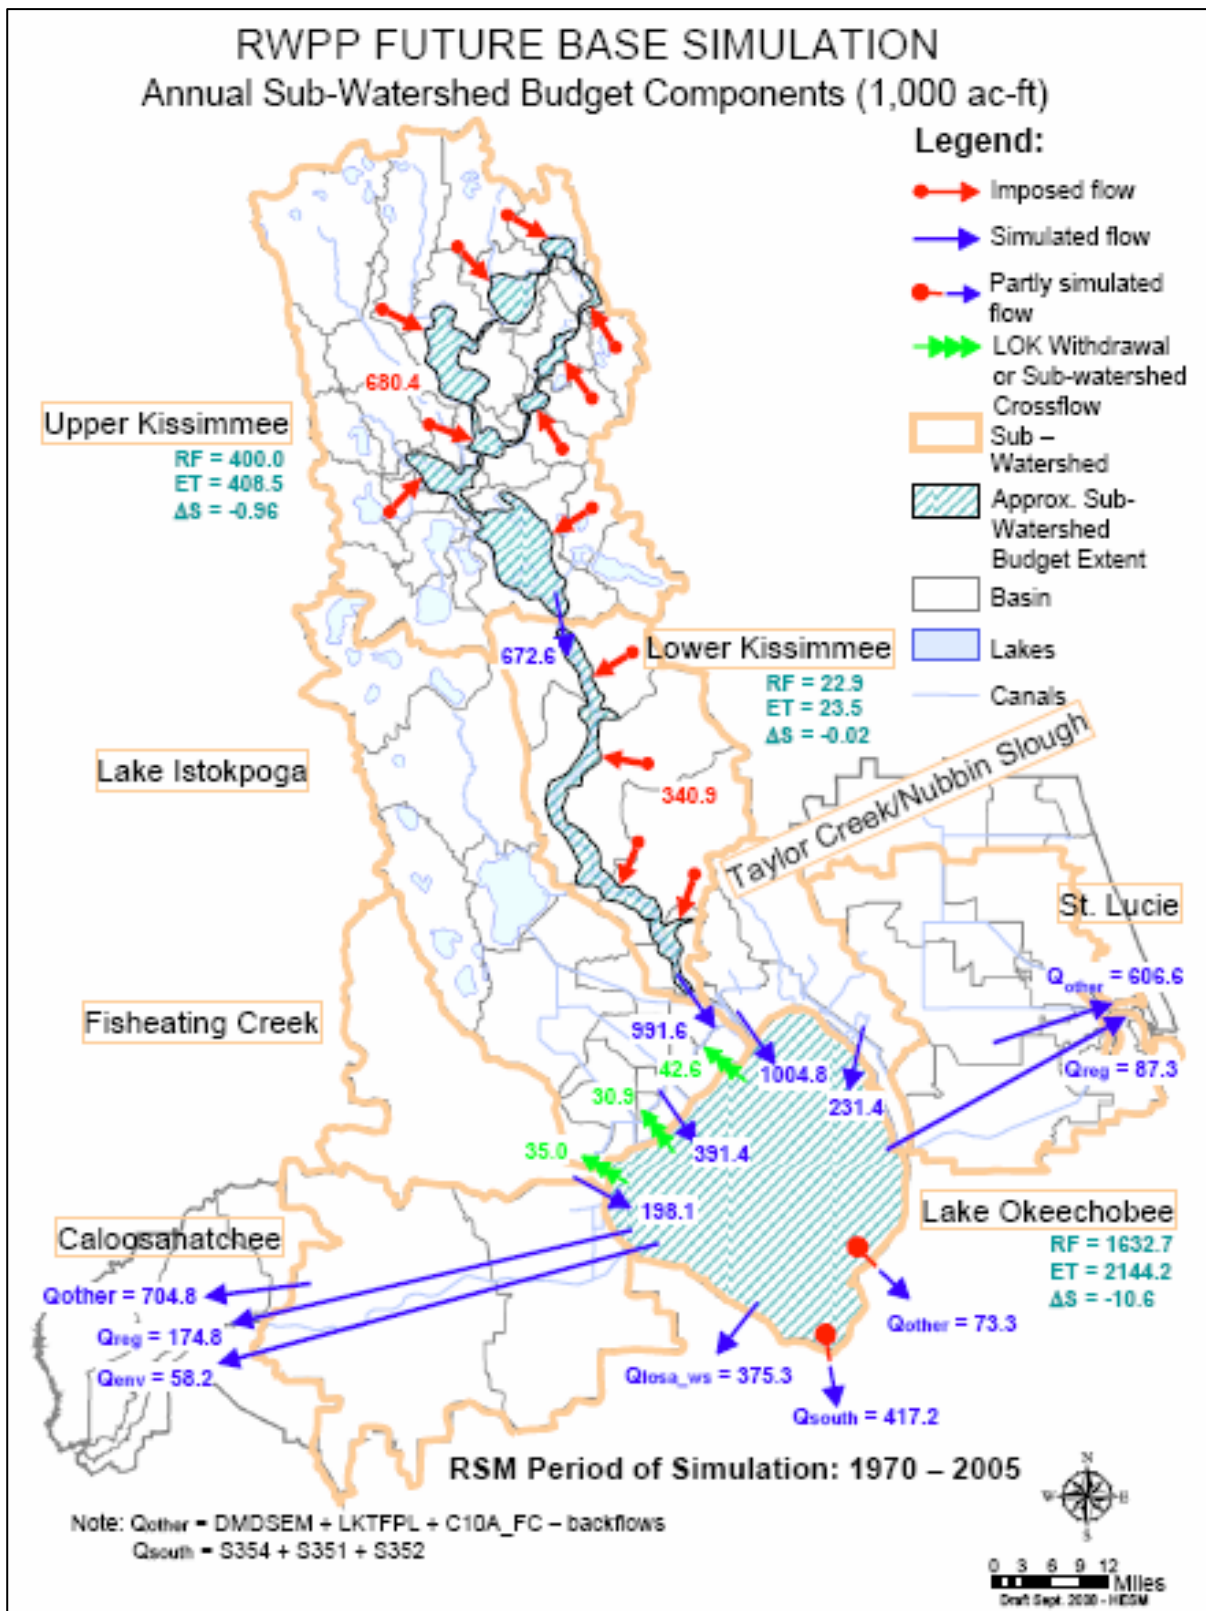 RWPP FUTURE BASE SIMULATION
Annual Sub-Watershed Budget Components (1,000 ac-ft)
Legend:
Imposed flow
Simulated flow
Partly simulated
flow
LOK Withdrawal
or Sub-watershed
Crossflow
Sub –
Watershed
Approx. Sub-
Watershed
Budget Extent
Basin
Lakes
Canals
680.4
Upper Kissimmee
RF = 400.0
ET = 408.5
ΔS = -0.96
672.6
Lower Kissimmee
RF = 22.9
ET = 23.5
ΔS = -0.02
Lake Istokpoga
340.9
Taylor Creek/Nubbin Slough
St. Lucie
Qother = 606.6
Fisheating Creek
991.6
42.6
1004.8
Qreg = 87.3
30.9
231.4
35.0
391.4
198.1
Lake Okeechobee
RF = 1632.7
ET = 2144.2
ΔS = -10.6
Caloosahatchee
Qother = 704.8
Qreg = 174.8
Qenv = 58.2
Qother = 73.3
Qlosa_ws = 375.3
Qsouth = 417.2
RSM Period of Simulation: 1970 – 2005
N
W E
S
Note: Qother = DMDSEM + LKTFPL + C10A_FC – backflows
Qsouth = S354 + S351 + S352
0 3 6 9 12
Miles
Draft Sept. 2008 - HESM